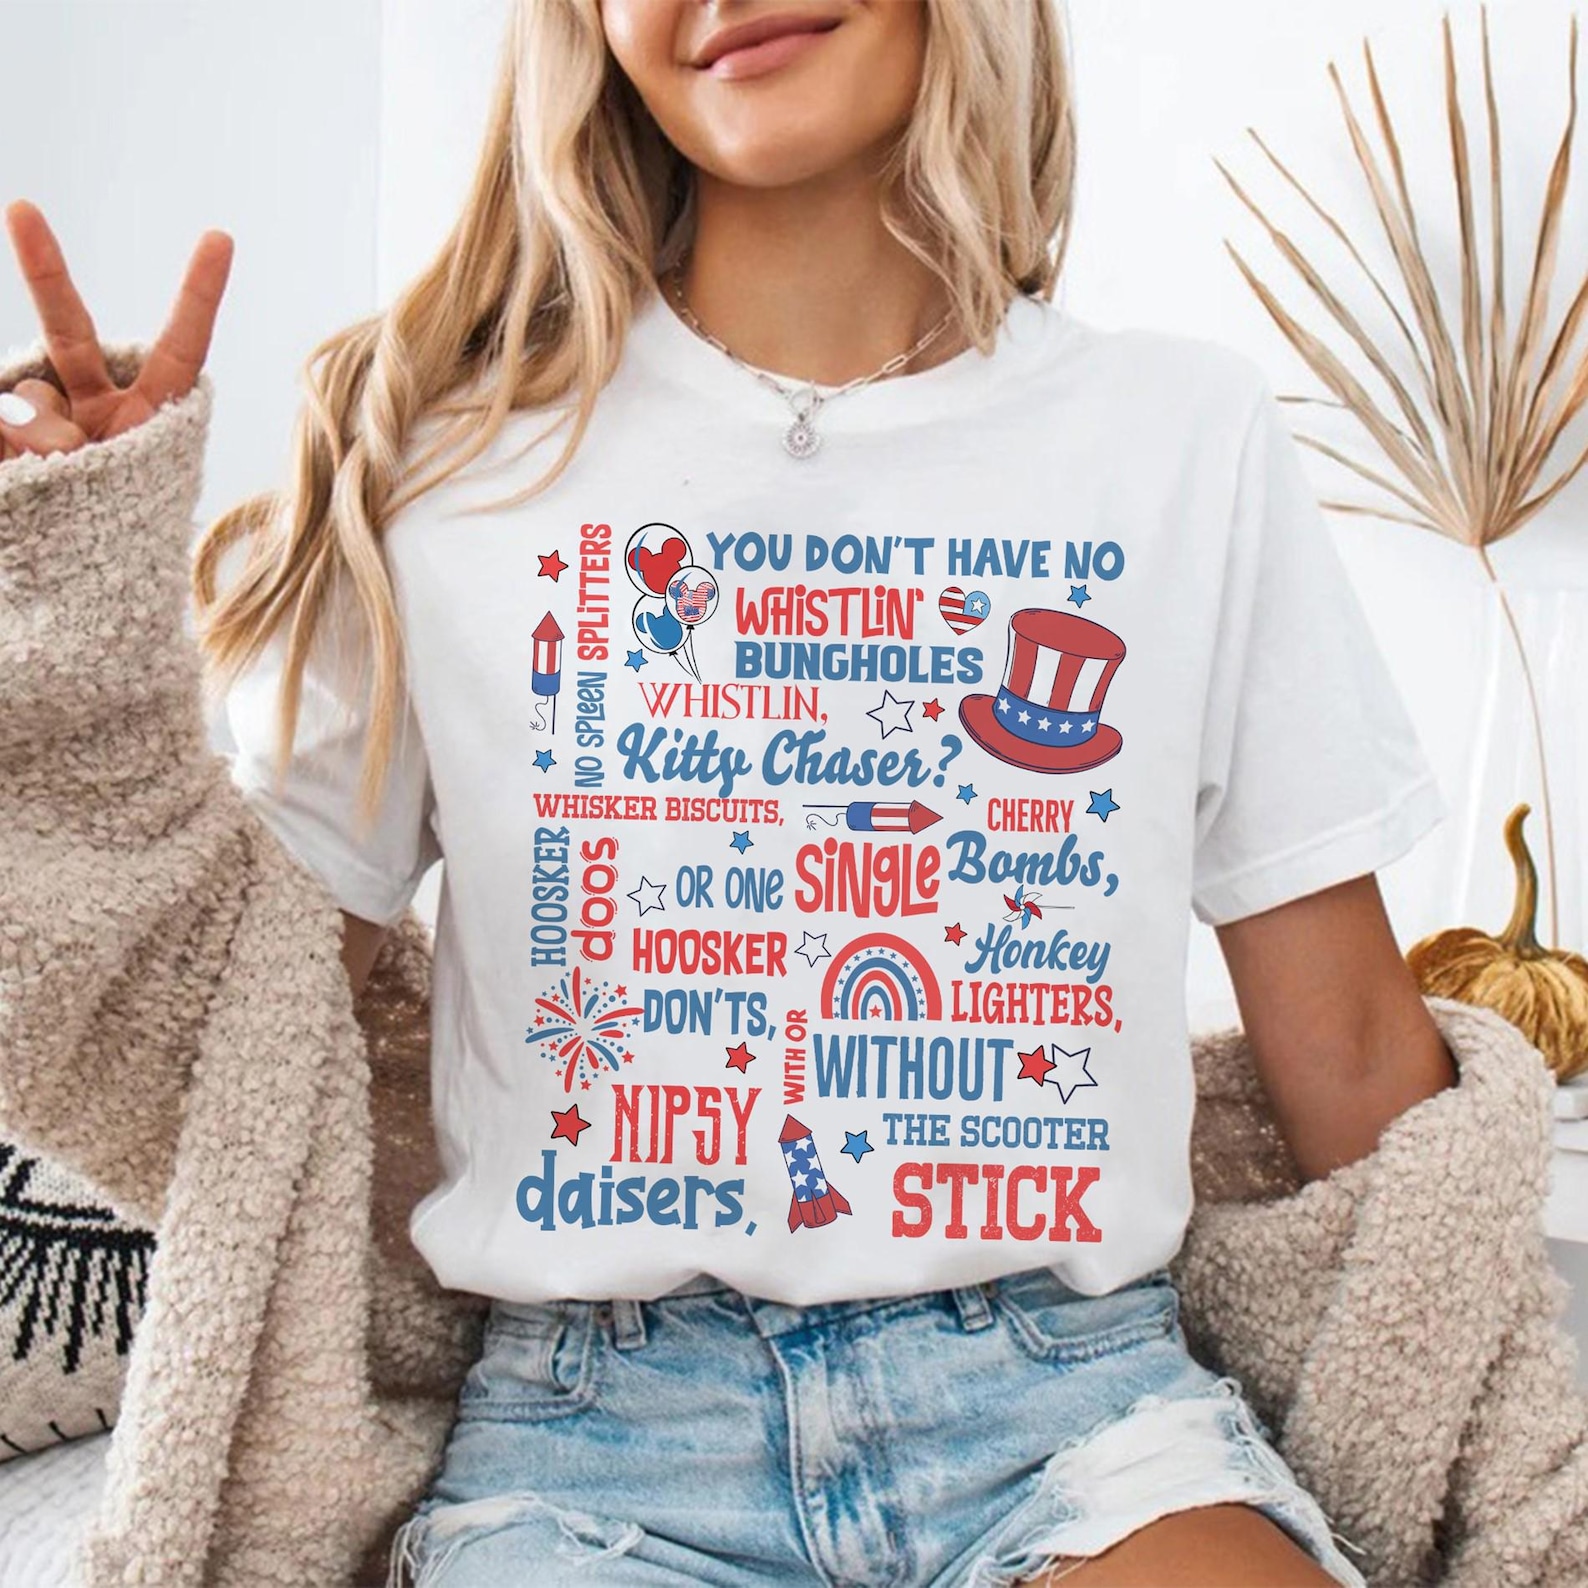 YOU DON'T HAVE NO
WHiSTLiN'
BUNGHOLES
NO SPLeeN SPLiTTERS
WHISTLIN,
Kitty Chaser?
WHISKER BISCUITS,
HOOSKER
DOOS
OR ONE SiNGLE
CHERRY
Bombs,
HOOSKER
DON'TS,
Honkey
LIGHTERS,
NIPSY
daisers,
WITH OR
WITHOUT
THE SCOOTER
STICK